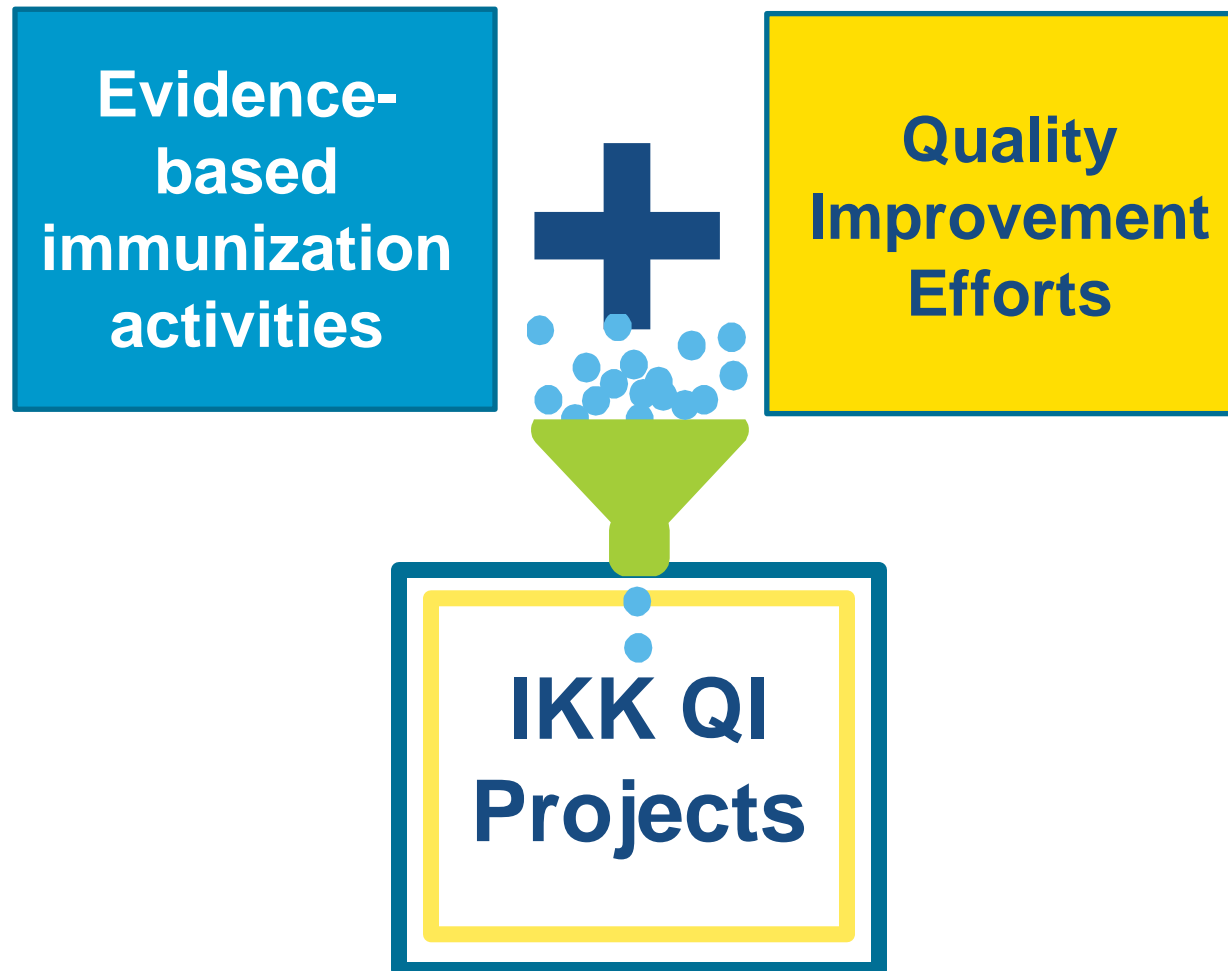 Evidence-
based
immunization
activities
Quality
Improvement
Efforts
IKK QI
Projects